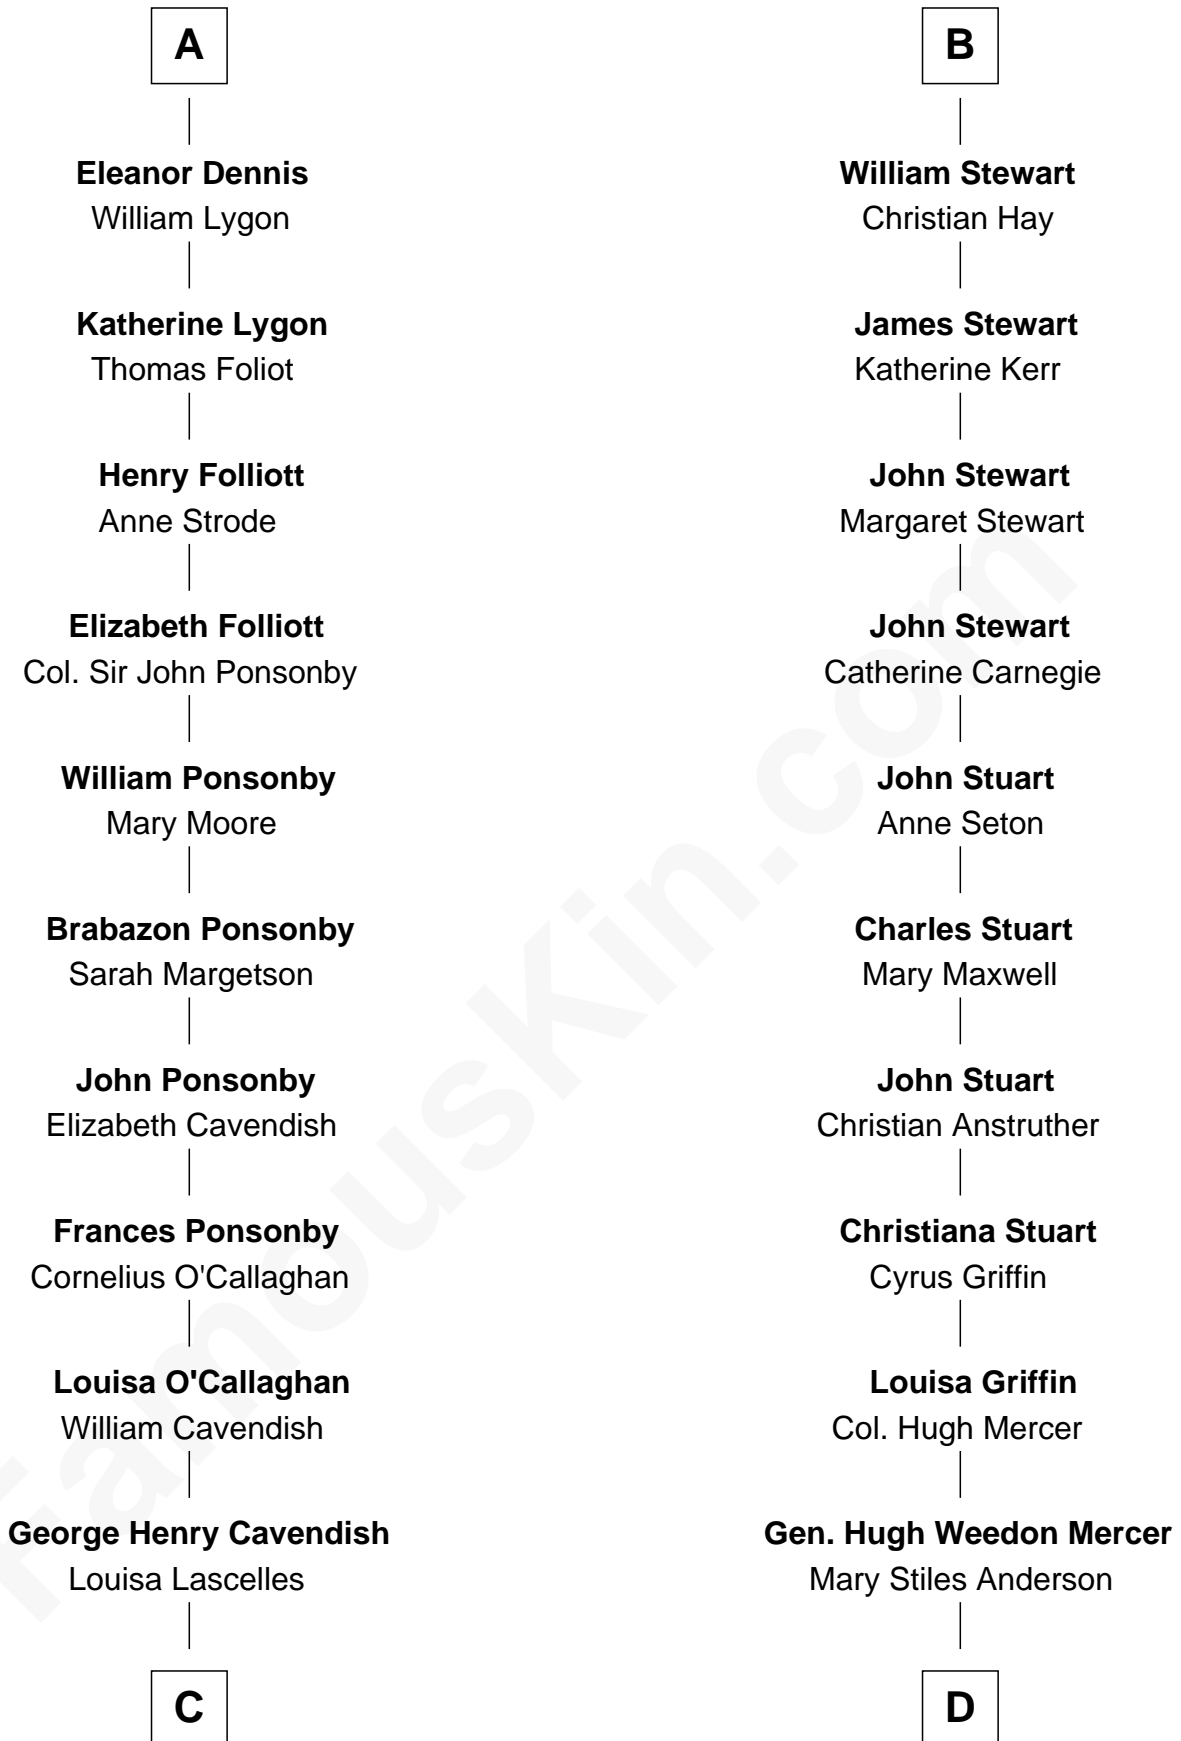 A
Eleanor Dennis
William Lygon
Katherine Lygon
Thomas Foliot
Henry Folliott
Anne Strode
Elizabeth Folliott
Col. Sir John Ponsonby
William Ponsonby
Mary Moore
Brabazon Ponsonby
Sarah Margetson
John Ponsonby
Elizabeth Cavendish
Frances Ponsonby
Cornelius O'Callaghan
Louisa O'Callaghan
William Cavendish
George Henry Cavendish
Louisa Lascelles
C
B
William Stewart
Christian Hay
James Stewart
Katherine Kerr
John Stewart
Margaret Stewart
John Stewart
Catherine Carnegie
John Stuart
Anne Seton
Charles Stuart
Mary Maxwell
John Stuart
Christian Anstruther
Christiana Stuart
Cyrus Griffin
Louisa Griffin
Col. Hugh Mercer
Gen. Hugh Weedon Mercer
Mary Stiles Anderson
D
FamousKin.com